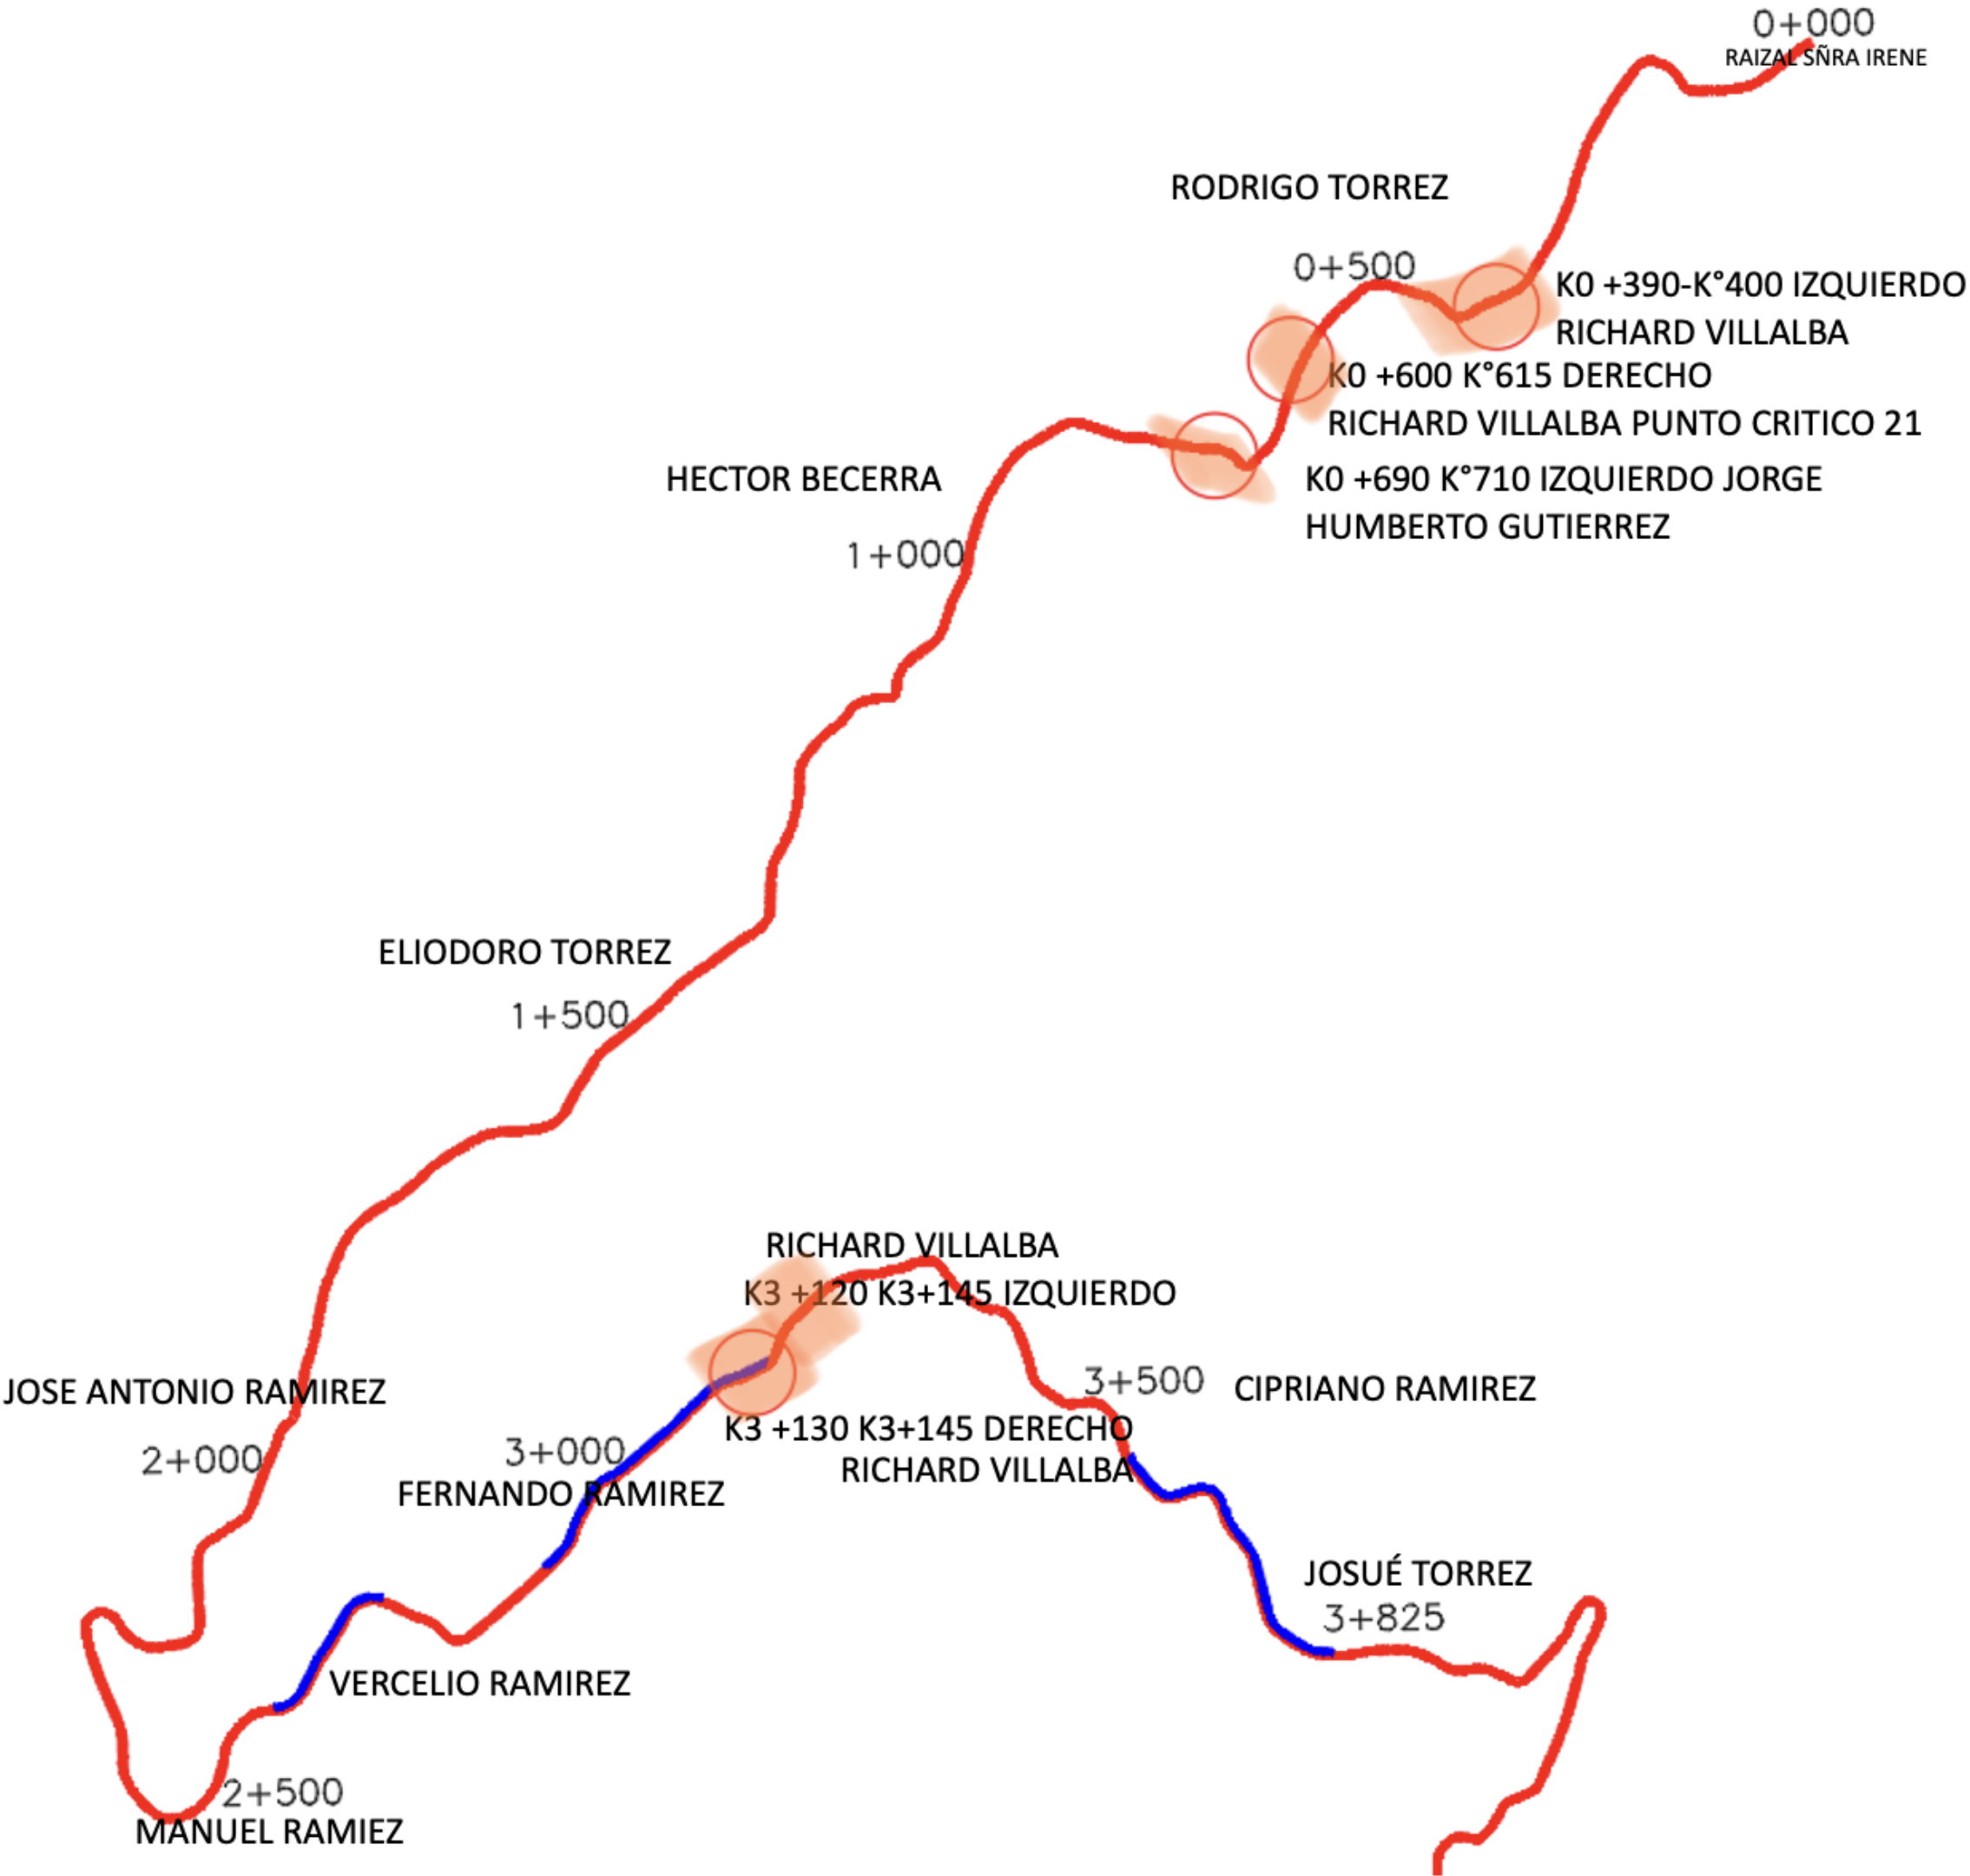 0+000
RAIZAL SÑRA IRENE
RODRIGO TORREZ
0+500
K0 +390-K°400 IZQUIERDO
RICHARD VILLALBA
K0 +600 K°615 DERECHO
RICHARD VILLALBA PUNTO CRITICO 21
HECTOR BECERRA
K0 +690 K°710 IZQUIERDO JORGE
HUMBERTO GUTIERREZ
1+000
ELIODORO TORREZ
1+500
RICHARD VILLALBA
K3 +120 K3+145 IZQUIERDO
JOSE ANTONIO RAMIREZ
3+500
CIPRIANO RAMIREZ
K3 +130 K3+145 DERECHO
RICHARD VILLALBA
2+000
3+000
FERNANDO RAMIREZ
JOSUÉ TORREZ
3+825
VERCELIO RAMIREZ
2+500
MANUEL RAMIEZ